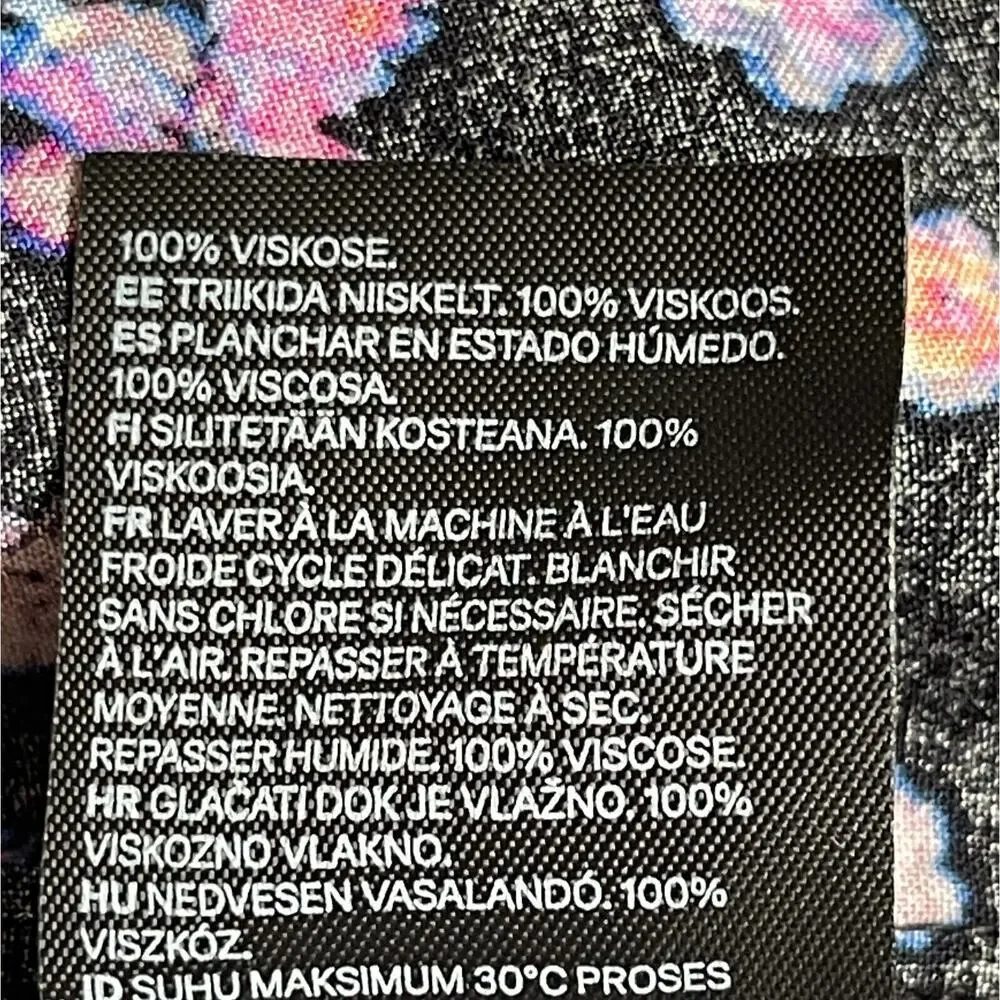 100% VISKOSE.
EE TRIIKIDA NIISKELT. 100% VISKOOS.
ES PLANCHAR EN ESTADO HÚMEDO.
100% VISCOSA.
FI SILITETÄÄN KOSTEANA. 100%
VISKOOSIA.
FR LAVER À LA MACHINE À L'EAU
FROIDE CYCLE DÉLICAT. BLANCHIR
SANS CHLORE SI NÉCESSAIRE. SÉCHER
À L'AIR. REPASSER À TEMPÉRATURE
MOYENNE. NETTOYAGE À SEC.
REPASSER HUMIDE. 100% VISCOSE.
HR GLAČATI DOK JE VLAŽNO. 100%
VISKOZNO VLAKNO.
HU NEDVESEN VASALANDÓ. 100%
VISZKÓZ.
ID SUHU MAKSIMUM 30°C PROSES